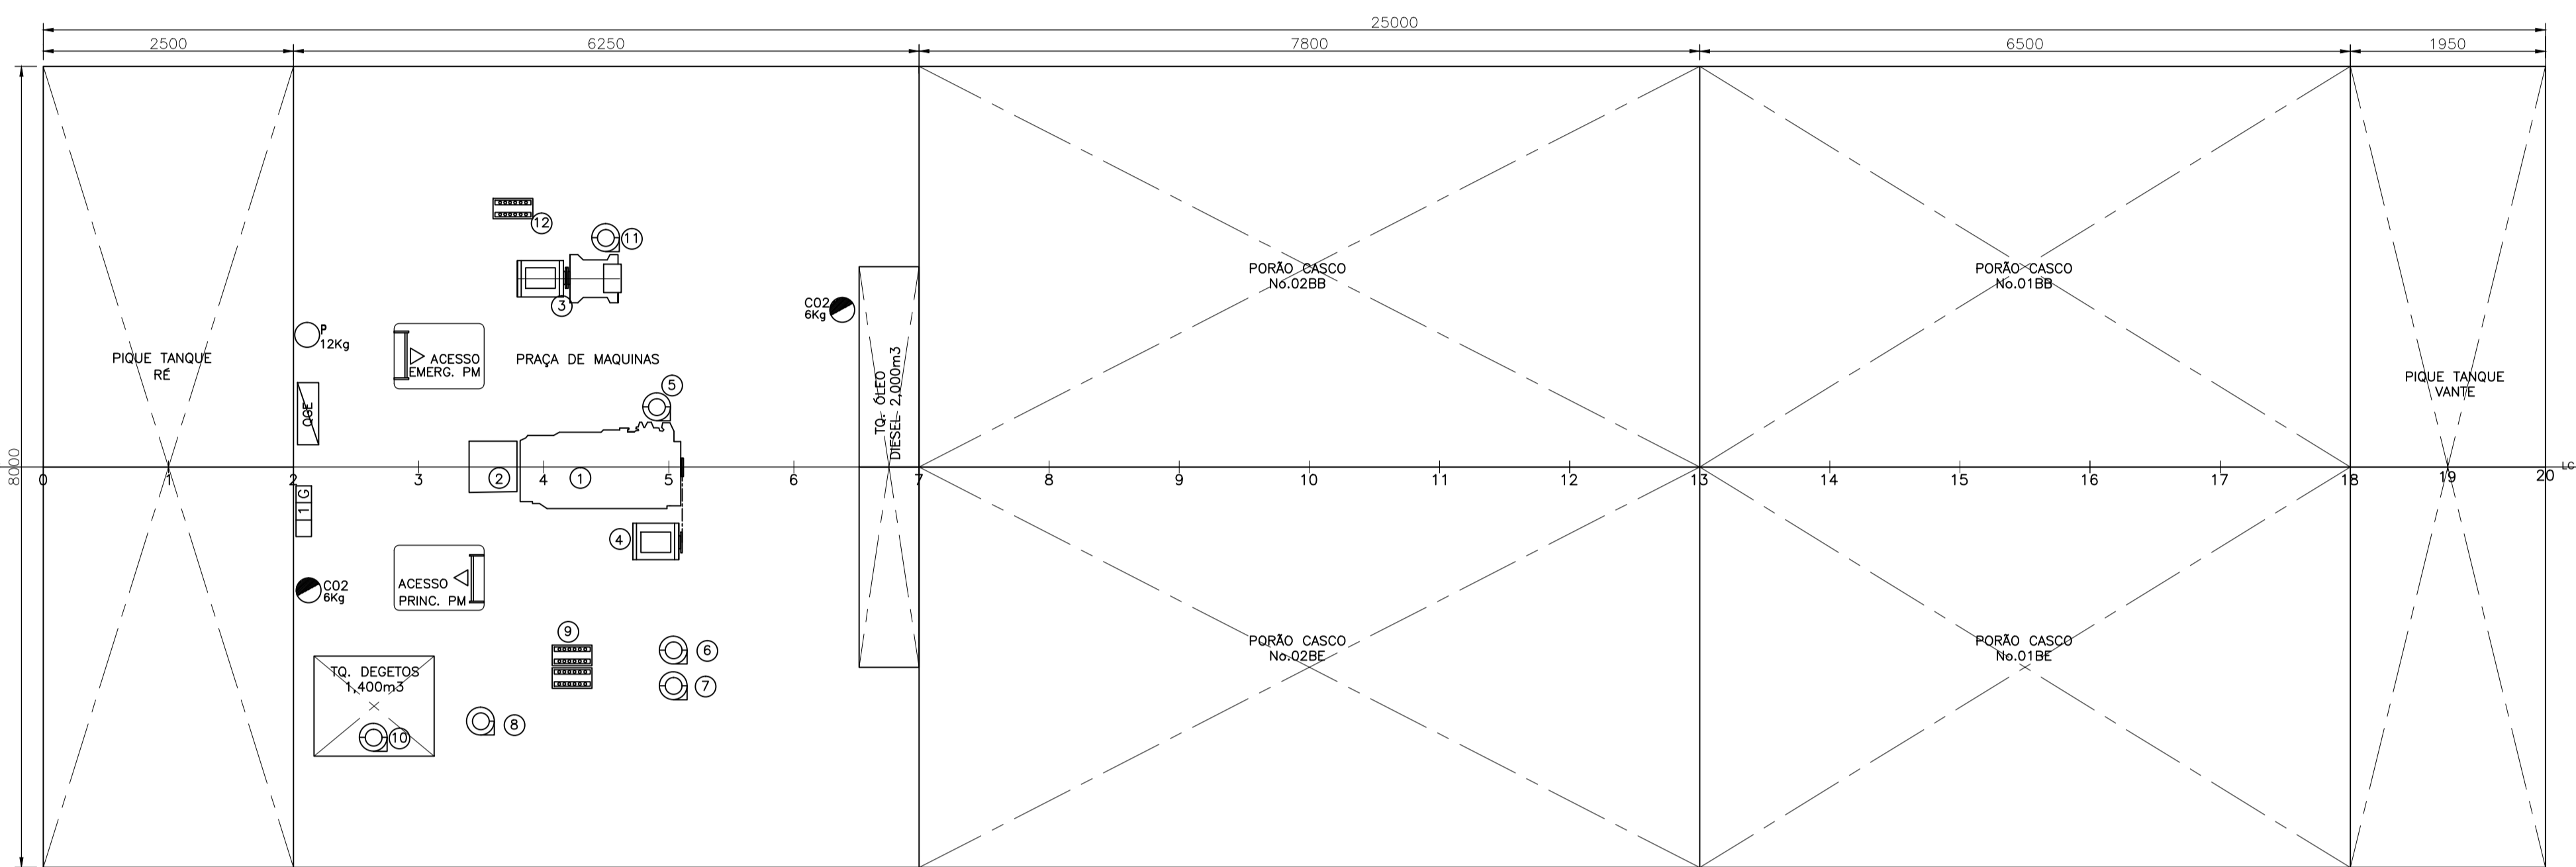 25000
2500
6250
7800
6500
1950
12
11
3
CO2
6Kg
P
12Kg
ACESSO
EMERG. PM
PRAÇA DE MAQUINAS
PIQUE TANQUE
RÉ
5
QGE
TQ. ÓLEO
DIESEL 2,000m3
PORÃO CASCO
No.02BB
PORÃO CASCO
No.01BB
PIQUE TANQUE
VANTE
8000
0 1 2 3 2 4 1 5 6 7 8 9 10 11 12 13 14 15 16 17 18 19 20
LC
1 G
4
ACESSO
PRINC. PM
CO2
6Kg
9
6
7
TQ. DEGETOS
1,400m3
8
10
PORÃO CASCO
No.02BE
PORÃO CASCO
No.01BE